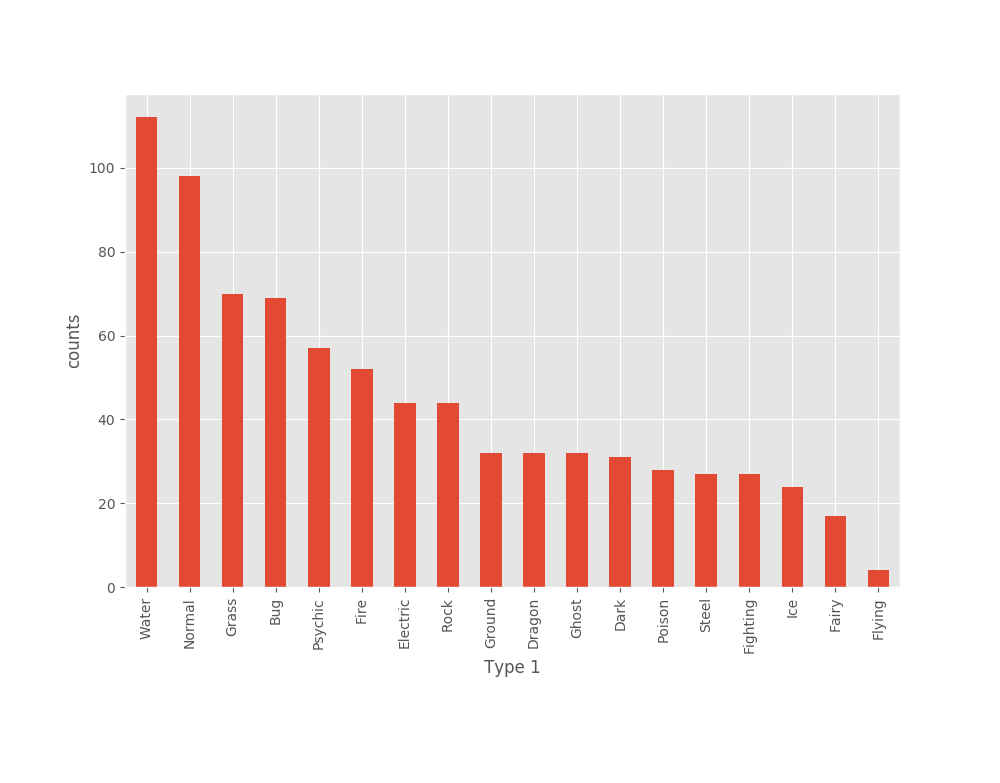 100
80
60
40
20
0
counts
Water
Normal
Grass
Bug
Psychic
Fire
Electric
Rock
Ground
Dragon
Ghost
Dark
Poison
Steel
Fighting
Ice
Fairy
Flying
Type 1